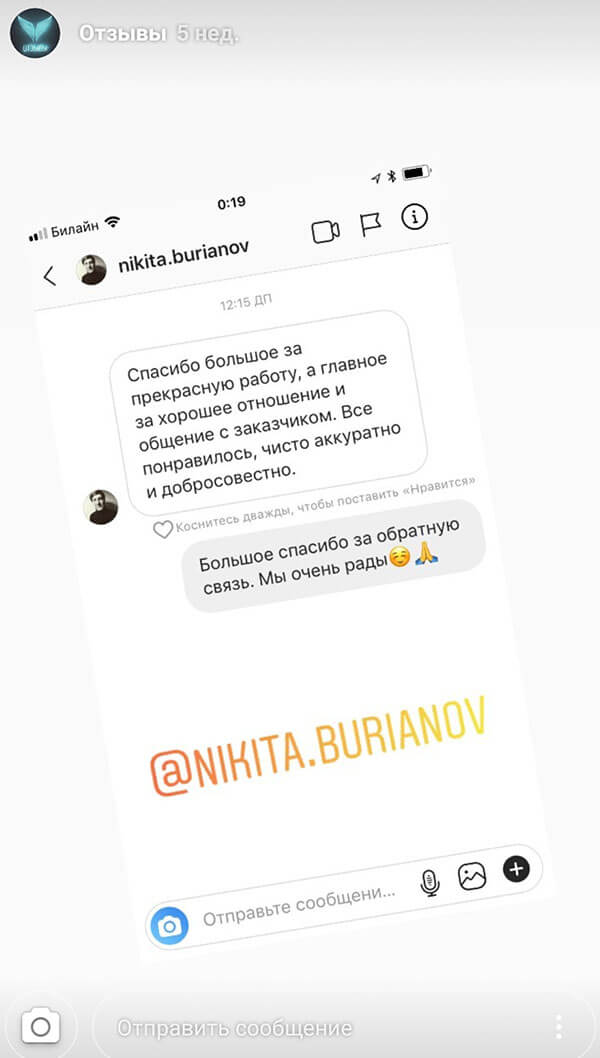 Отзывы 5 нед.
Билайн 0:19
nikita.burianov
12:15 ДП
Спасибо большое за
прекрасную работу, а главное
за хорошее отношение и
общение с заказчиком. Все
понравилось, чисто аккуратно
и добросовестно.
Коснитесь дважды, чтобы поставить «Нравится»
Большое спасибо за обратную
связь. Мы очень рады☺️🙏
@NIKITA.BURIANOV
Отправьте сообщени...
Отправить сообщение